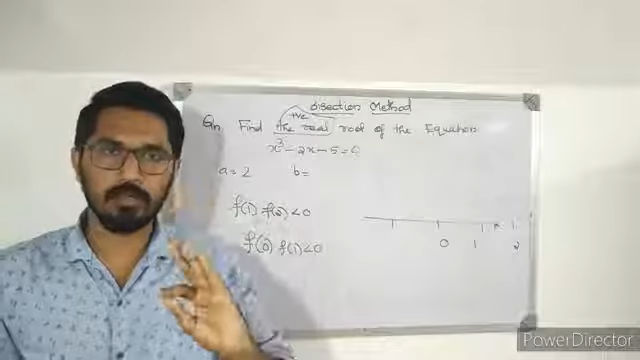 Bisection Method
+ve
Qn Find the real root of the Equation
x³ - 2x - 5 = 0
a = 2 b =
f(1) f(2) < 0
f(0) f(1) < 0
0 1 2
PowerDirector